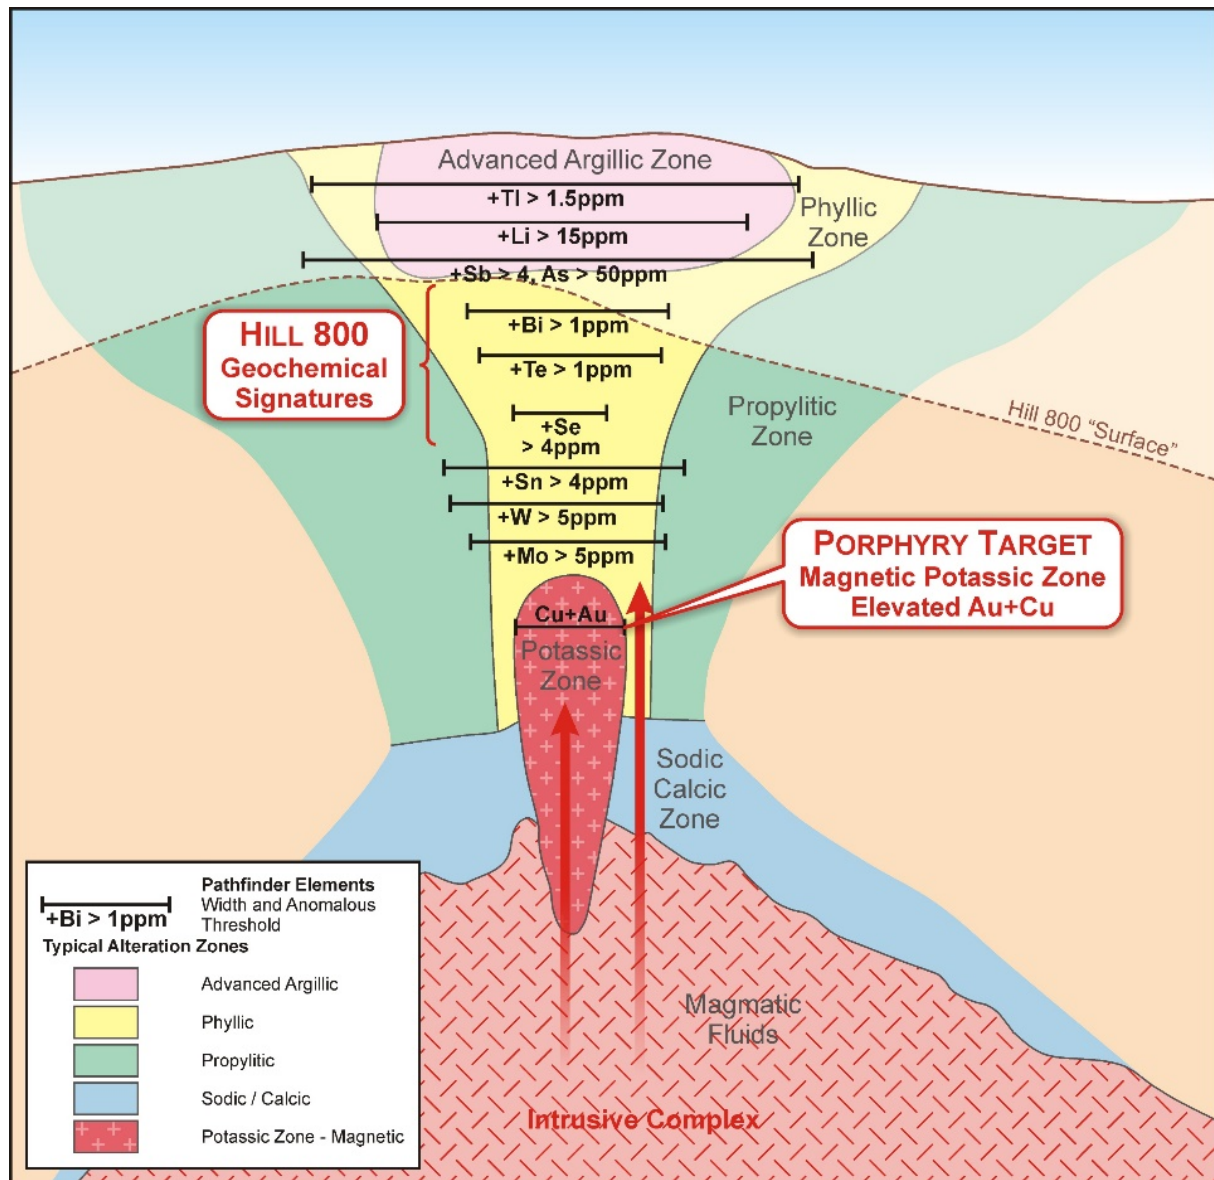 Advanced Argillic Zone
+Tl > 1.5ppm
+Li > 15ppm
Phyllic
Zone
+Sb > 4, As > 50ppm
HILL 800
Geochemical
Signatures
+Bi > 1ppm
+Te > 1ppm
+Se
> 4ppm
+Sn > 4ppm
+W > 5ppm
+Mo > 5ppm
Propylitic
Zone
Hill 800 "Surface"
PORPHYRY TARGET
Magnetic Potassic Zone
Elevated Au+Cu
Cu+Au
Potassic
Zone
Sodic
Calcic
Zone
Magmatic
Fluids
Intrusive Complex
+Bi > 1ppm
Pathfinder Elements
Width and Anomalous
Threshold
Typical Alteration Zones
Advanced Argillic
Phyllic
Propylitic
Sodic / Calcic
Potassic Zone - Magnetic